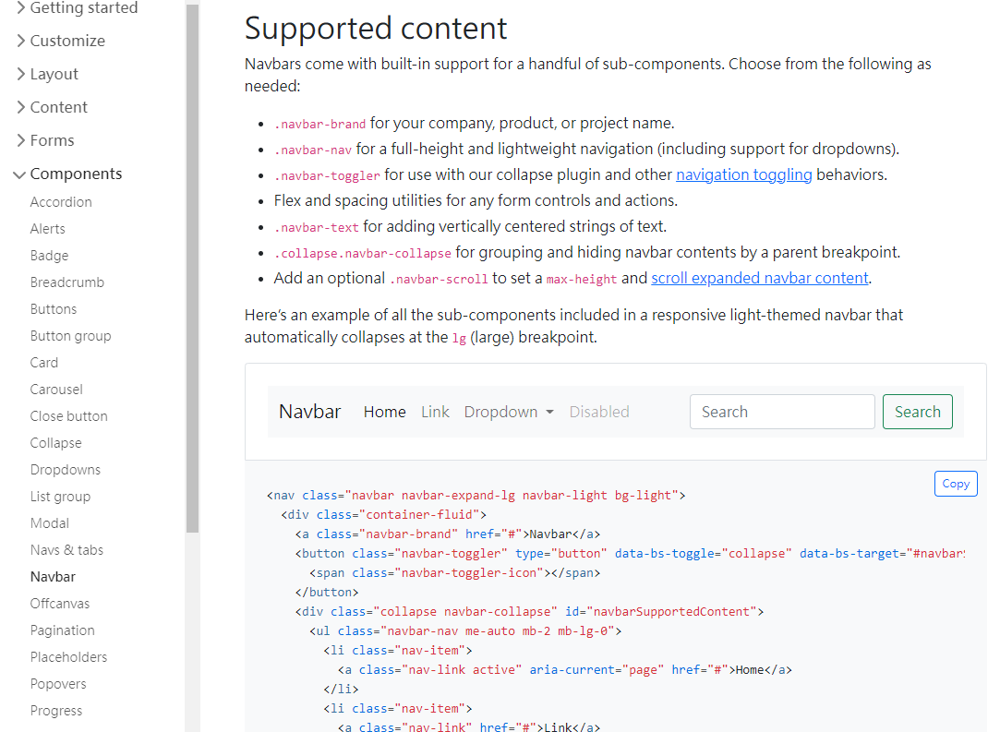 Getting started
Customize
Layout
Content
Forms
Components
Accordion
Alerts
Badge
Breadcrumb
Buttons
Button group
Card
Carousel
Close button
Collapse
Dropdowns
List group
Modal
Navs & tabs
Navbar
Offcanvas
Pagination
Placeholders
Popovers
Progress
Supported content
Navbars come with built-in support for a handful of sub-components. Choose from the following as
needed:
• .navbar-brand for your company, product, or project name.
• .navbar-nav for a full-height and lightweight navigation (including support for dropdowns).
• .navbar-toggler for use with our collapse plugin and other navigation toggling behaviors.
• Flex and spacing utilities for any form controls and actions.
• .navbar-text for adding vertically centered strings of text.
• .collapse.navbar-collapse for grouping and hiding navbar contents by a parent breakpoint.
• Add an optional .navbar-scroll to set a max-height and scroll expanded navbar content.
Here’s an example of all the sub-components included in a responsive light-themed navbar that
automatically collapses at the lg (large) breakpoint.
Navbar Home Link Dropdown Disabled Search Search
Copy
<nav class="navbar navbar-expand-lg navbar-light bg-light">
<div class="container-fluid">
<a class="navbar-brand" href="#">Navbar</a>
<button class="navbar-toggler" type="button" data-bs-toggle="collapse" data-bs-target="#navbar
<span class="navbar-toggler-icon"></span>
</button>
<div class="collapse navbar-collapse" id="navbarSupportedContent">
<ul class="navbar-nav me-auto mb-2 mb-lg-0">
<li class="nav-item">
<a class="nav-link active" aria-current="page" href="#">Home</a>
</li>
<li class="nav-item">
<a class="nav-link" href="#">Link</a>